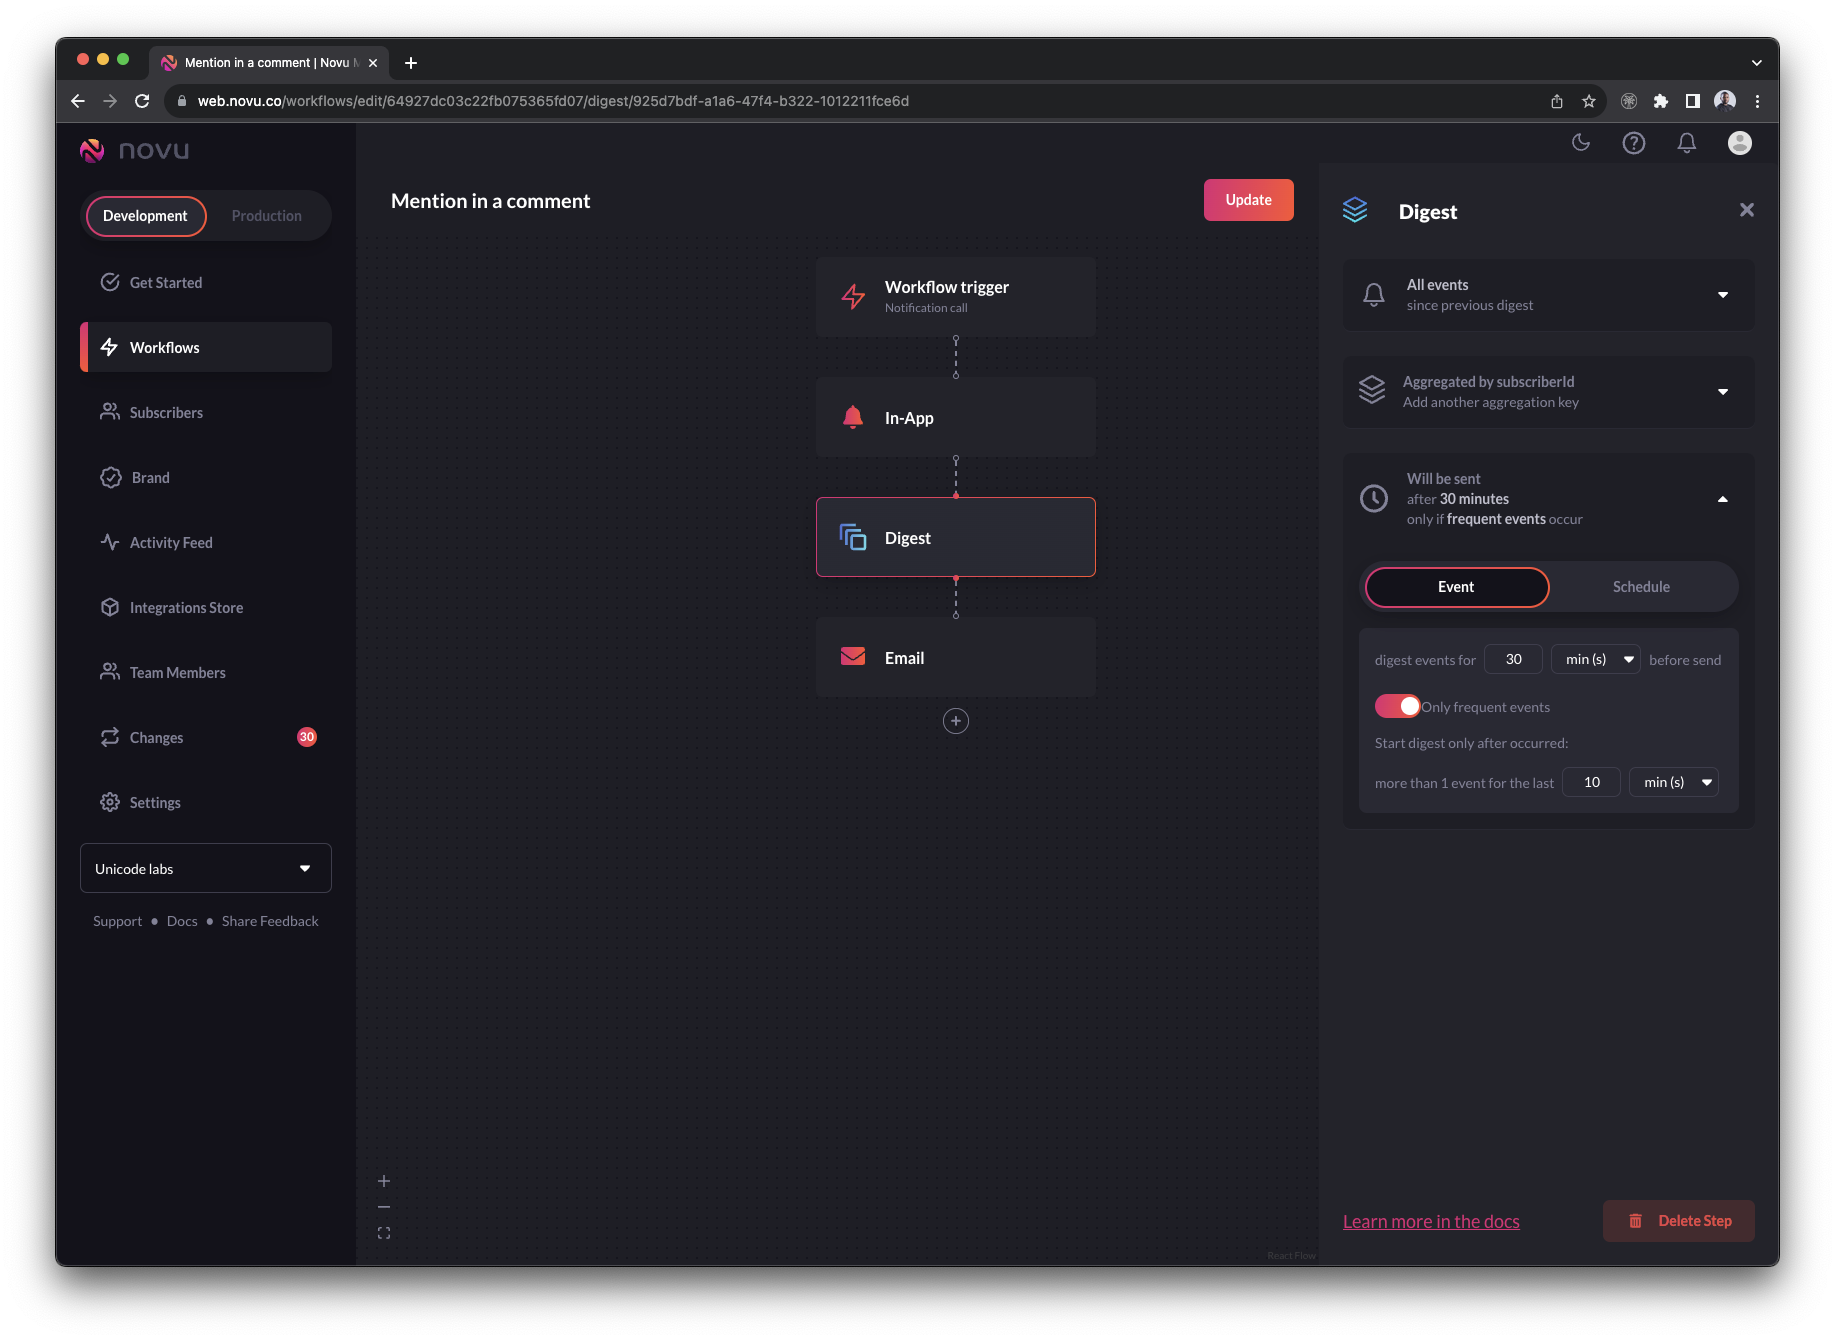 Mention in a comment | Novu
web.novu.co/workflows/edit/64927dc03c22fb075365fd07/digest/925d7bdf-a1a6-47f4-b322-1012211fce6d
novu
Development
Production
Get Started
Workflows
Subscribers
Brand
Activity Feed
Integrations Store
Team Members
Changes
30
Settings
Unicode labs
Support • Docs • Share Feedback
Mention in a comment
Update
Workflow trigger
Notification call
In-App
Digest
Email
React Flow
Digest
All events
since previous digest
Aggregated by subscriberId
Add another aggregation key
Will be sent
after 30 minutes
only if frequent events occur
Event
Schedule
digest events for 30 min (s) before send
Only frequent events
Start digest only after occurred:
more than 1 event for the last 10 min (s)
Learn more in the docs
Delete Step